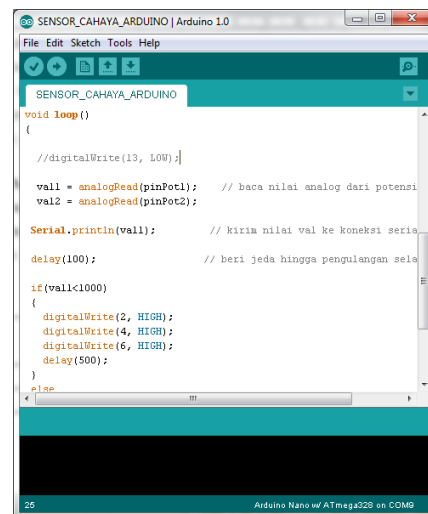 SENSOR_CAHAYA_ARDUINO | Arduino 1.0
File Edit Sketch Tools Help
SENSOR_CAHAYA_ARDUINO
void loop()
{
//digitalWrite(13, LOW);
val1 = analogRead(pinPot1); // baca nilai analog dari potensi
val2 = analogRead(pinPot2);
Serial.println(val1); // kirim nilai val ke koneksi seria
delay(100); // beri jeda hingga pengulangan sela
if(val1<1000)
{
digitalWrite(2, HIGH);
digitalWrite(4, HIGH);
digitalWrite(6, HIGH);
delay(500);
}
else
25 Arduino Nano w/ ATmega328 on COM9